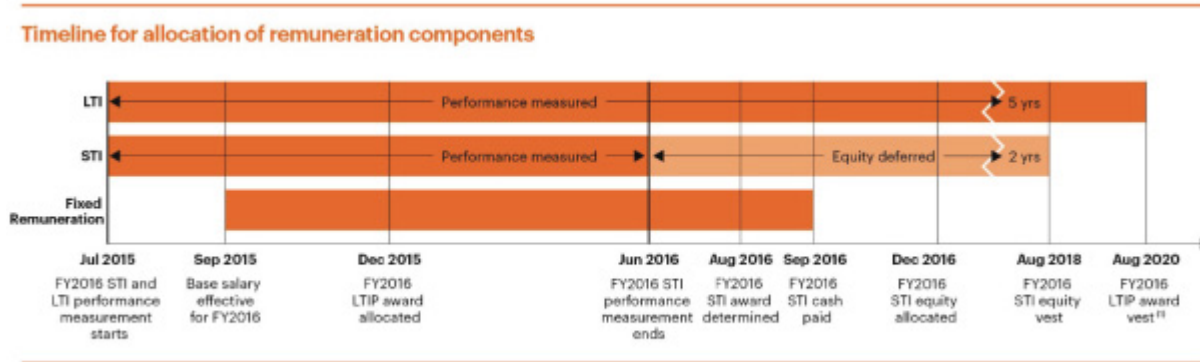 Timeline for allocation of remuneration components
LTI
Performance measured
5 yrs
STI
Performance measured
Equity deferred
2 yrs
Fixed
Remuneration
Jul 2015
FY2016 STI and
LTI performance
measurement
starts
Sep 2015
Base salary
effective
for FY2016
Dec 2015
FY2016
LTIP award
allocated
Jun 2016
FY2016 STI
performance
measurement
ends
Aug 2016
FY2016
STI award
determined
Sep 2016
FY2016
STI cash
paid
Dec 2016
FY2016
STI equity
allocated
Aug 2018
FY2016
STI equity
vest
Aug 2020
FY2016
LTIP award
vest